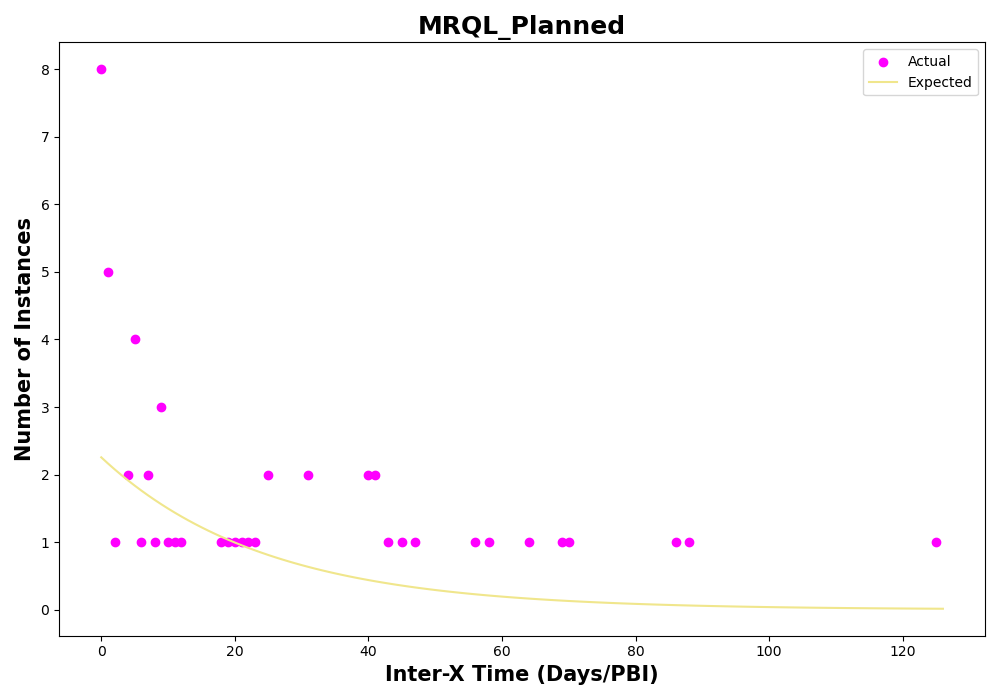 MRQL_Planned
Actual
Expected
Number of Instances
8
7
6
5
4
3
2
1
0
0 20 40 60 80 100 120
Inter-X Time (Days/PBI)